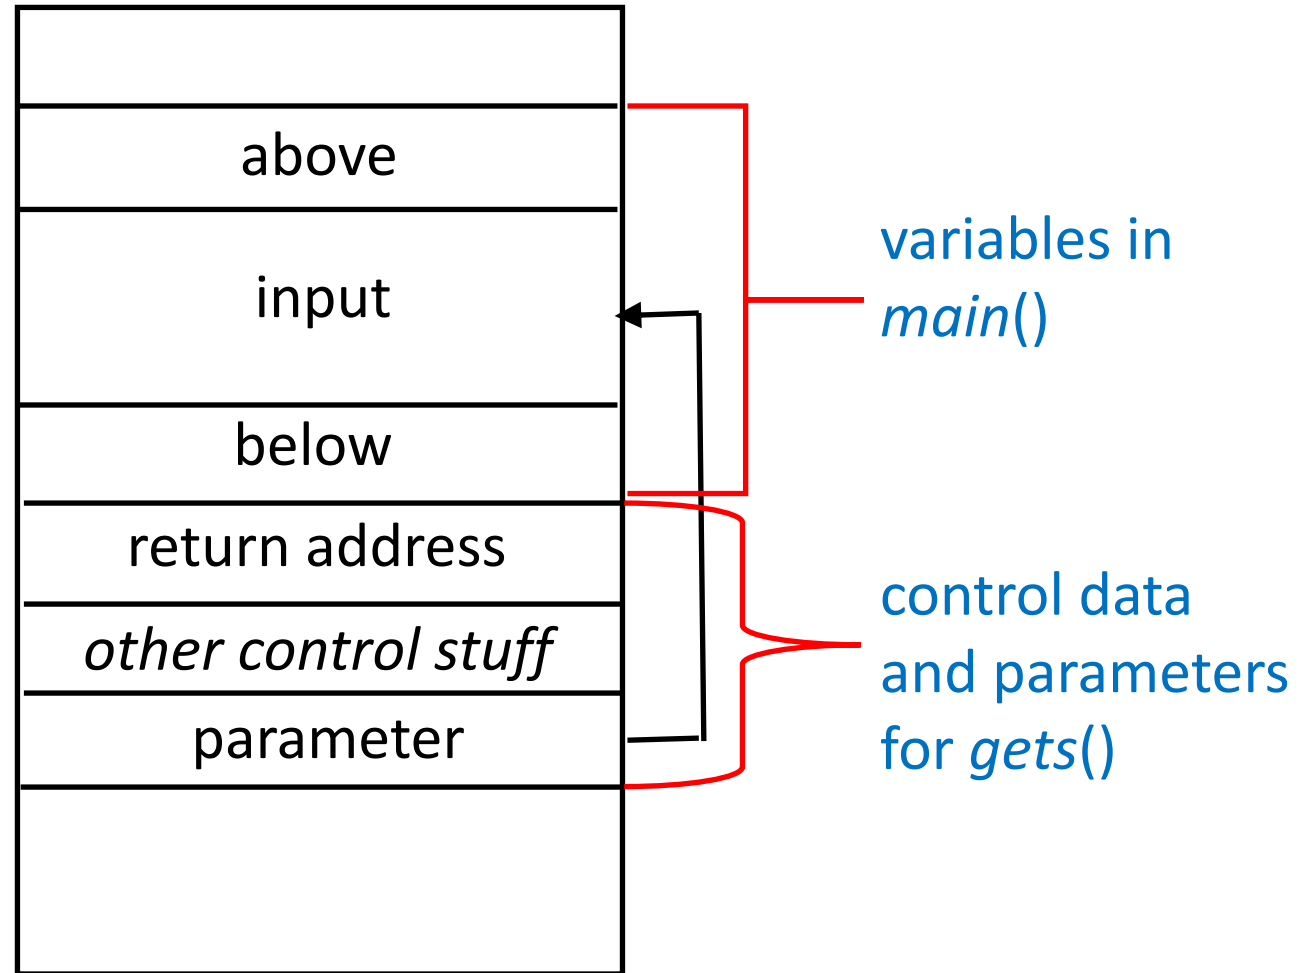 above
input
below
return address
other control stuff
parameter
variables in
main()
control data
and parameters
for gets()